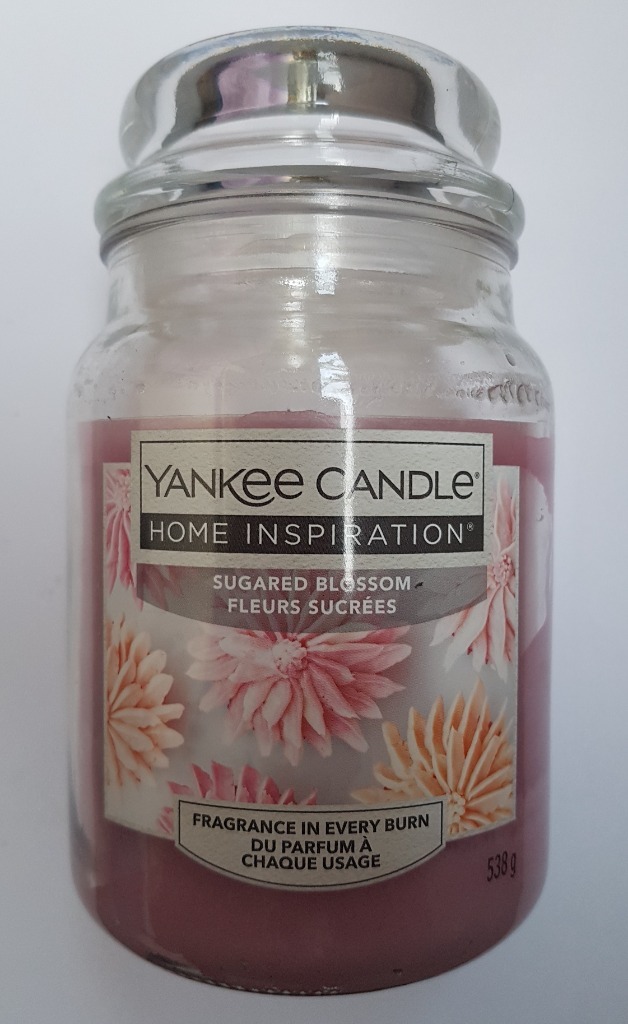 YANKEE CANDLE®
HOME INSPIRATION®
SUGARED BLOSSOM
FLEURS SUCRÉES
FRAGRANCE IN EVERY BURN
DU PARFUM À
CHAQUE USAGE
538 g